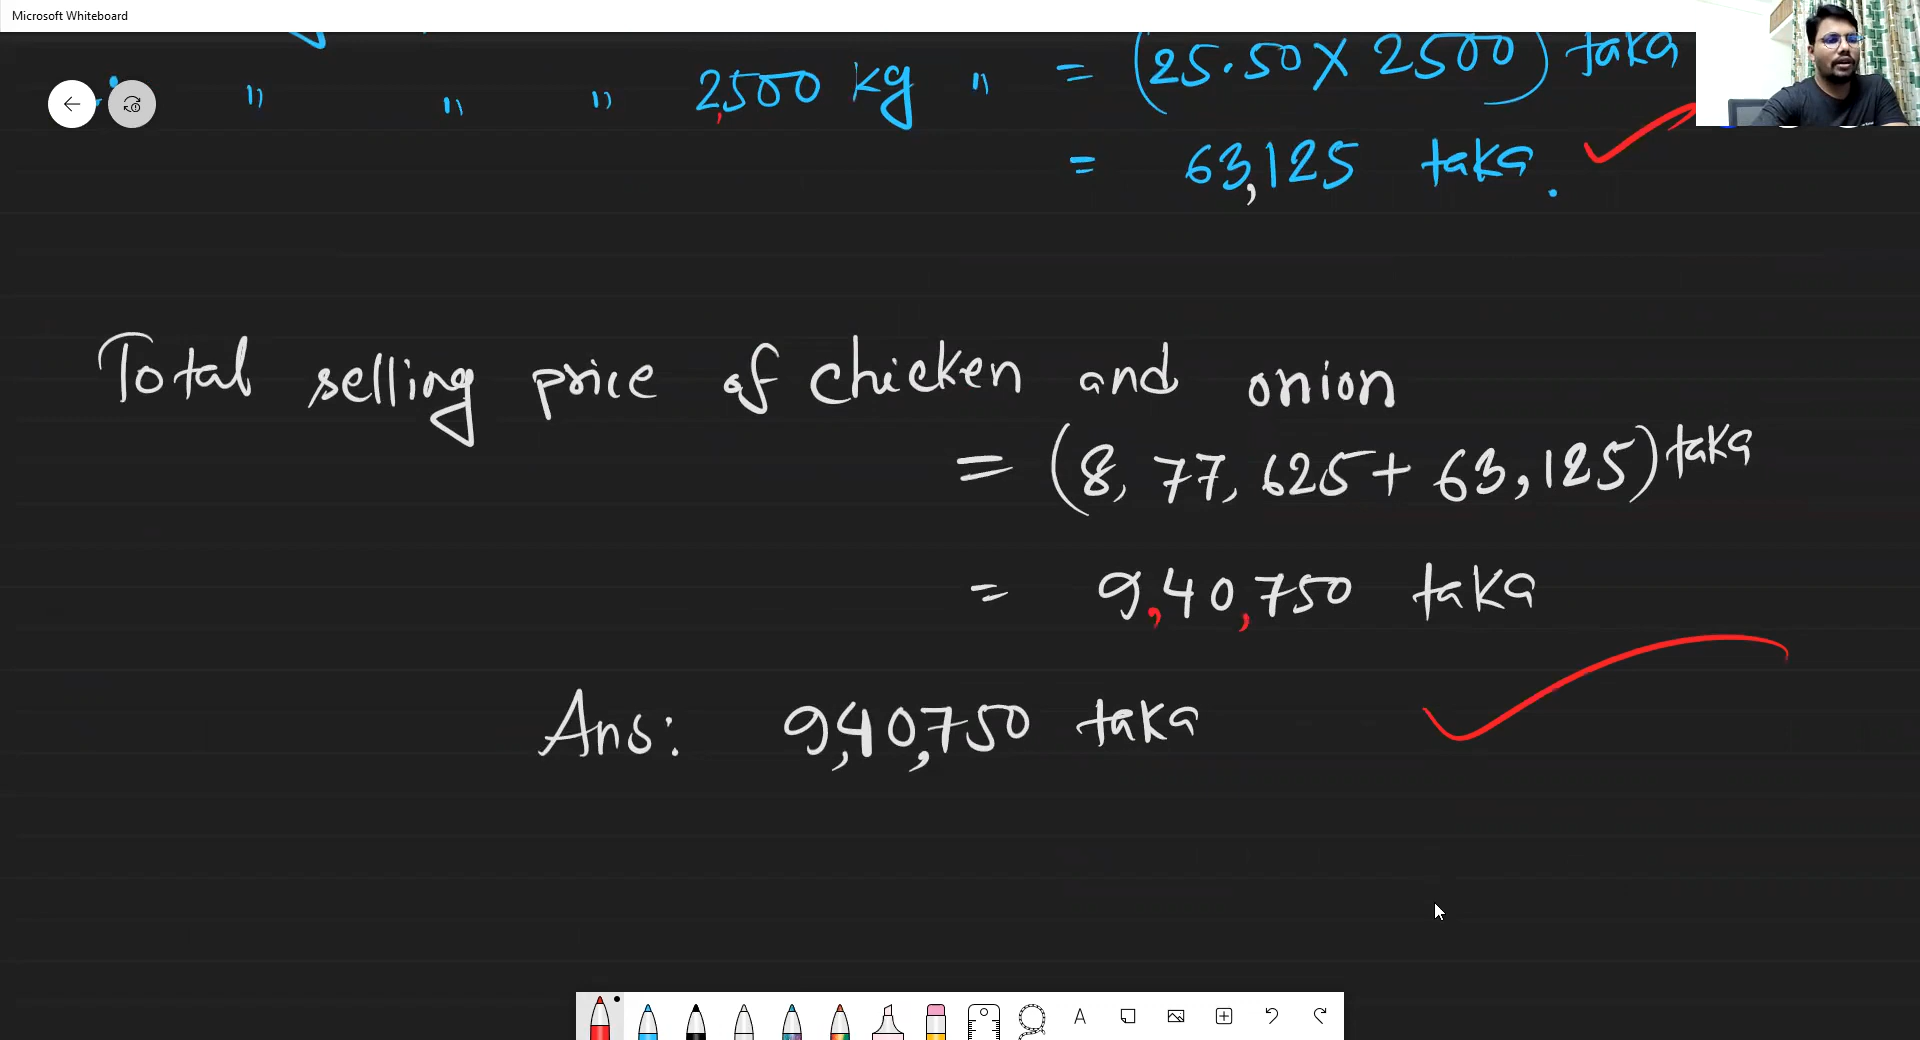 Microsoft Whiteboard
" " " 2,500 kg " = (25.50 × 2500) taka
= 63,125 taka.
Total selling price of chicken and onion
= (8,77,625 + 63,125) taka
= 9,40,750 taka
Ans: 9,40,750 taka
A